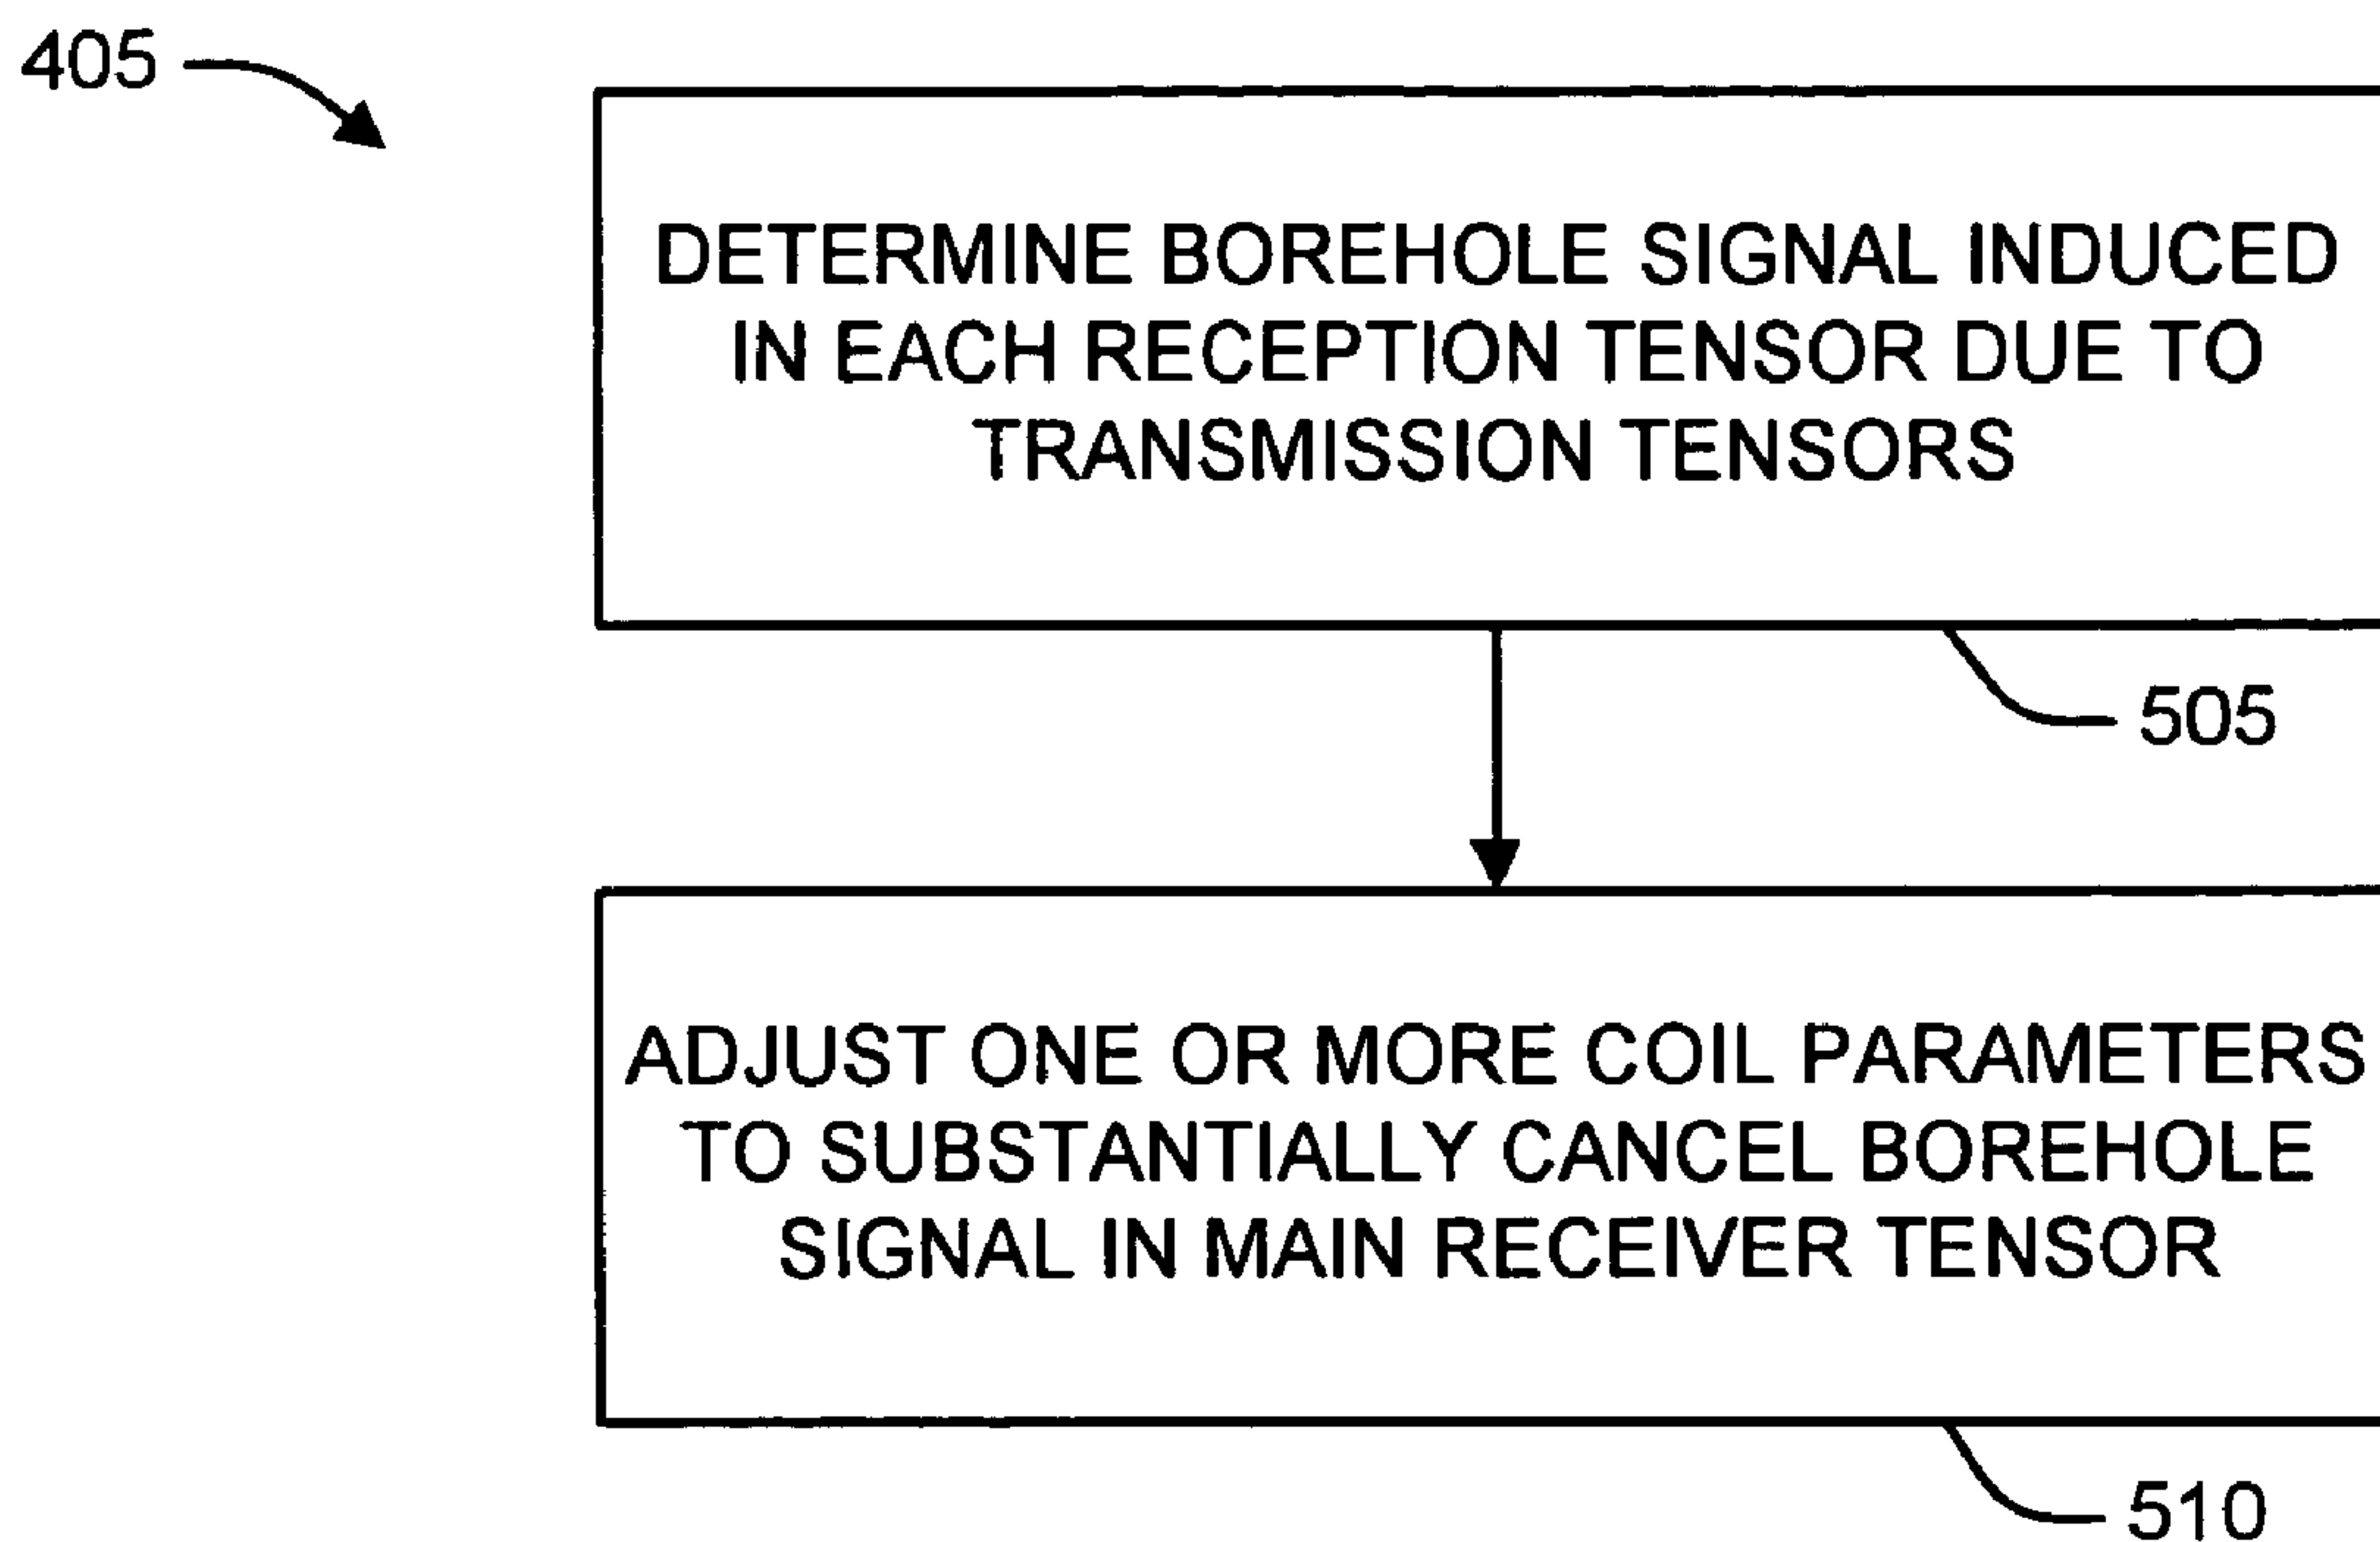 405
DETERMINE BOREHOLE SIGNAL INDUCED
IN EACH RECEPTION TENSOR DUE TO
TRANSMISSION TENSORS
505
ADJUST ONE OR MORE COIL PARAMETERS
TO SUBSTANTIALLY CANCEL BOREHOLE
SIGNAL IN MAIN RECEIVER TENSOR
510